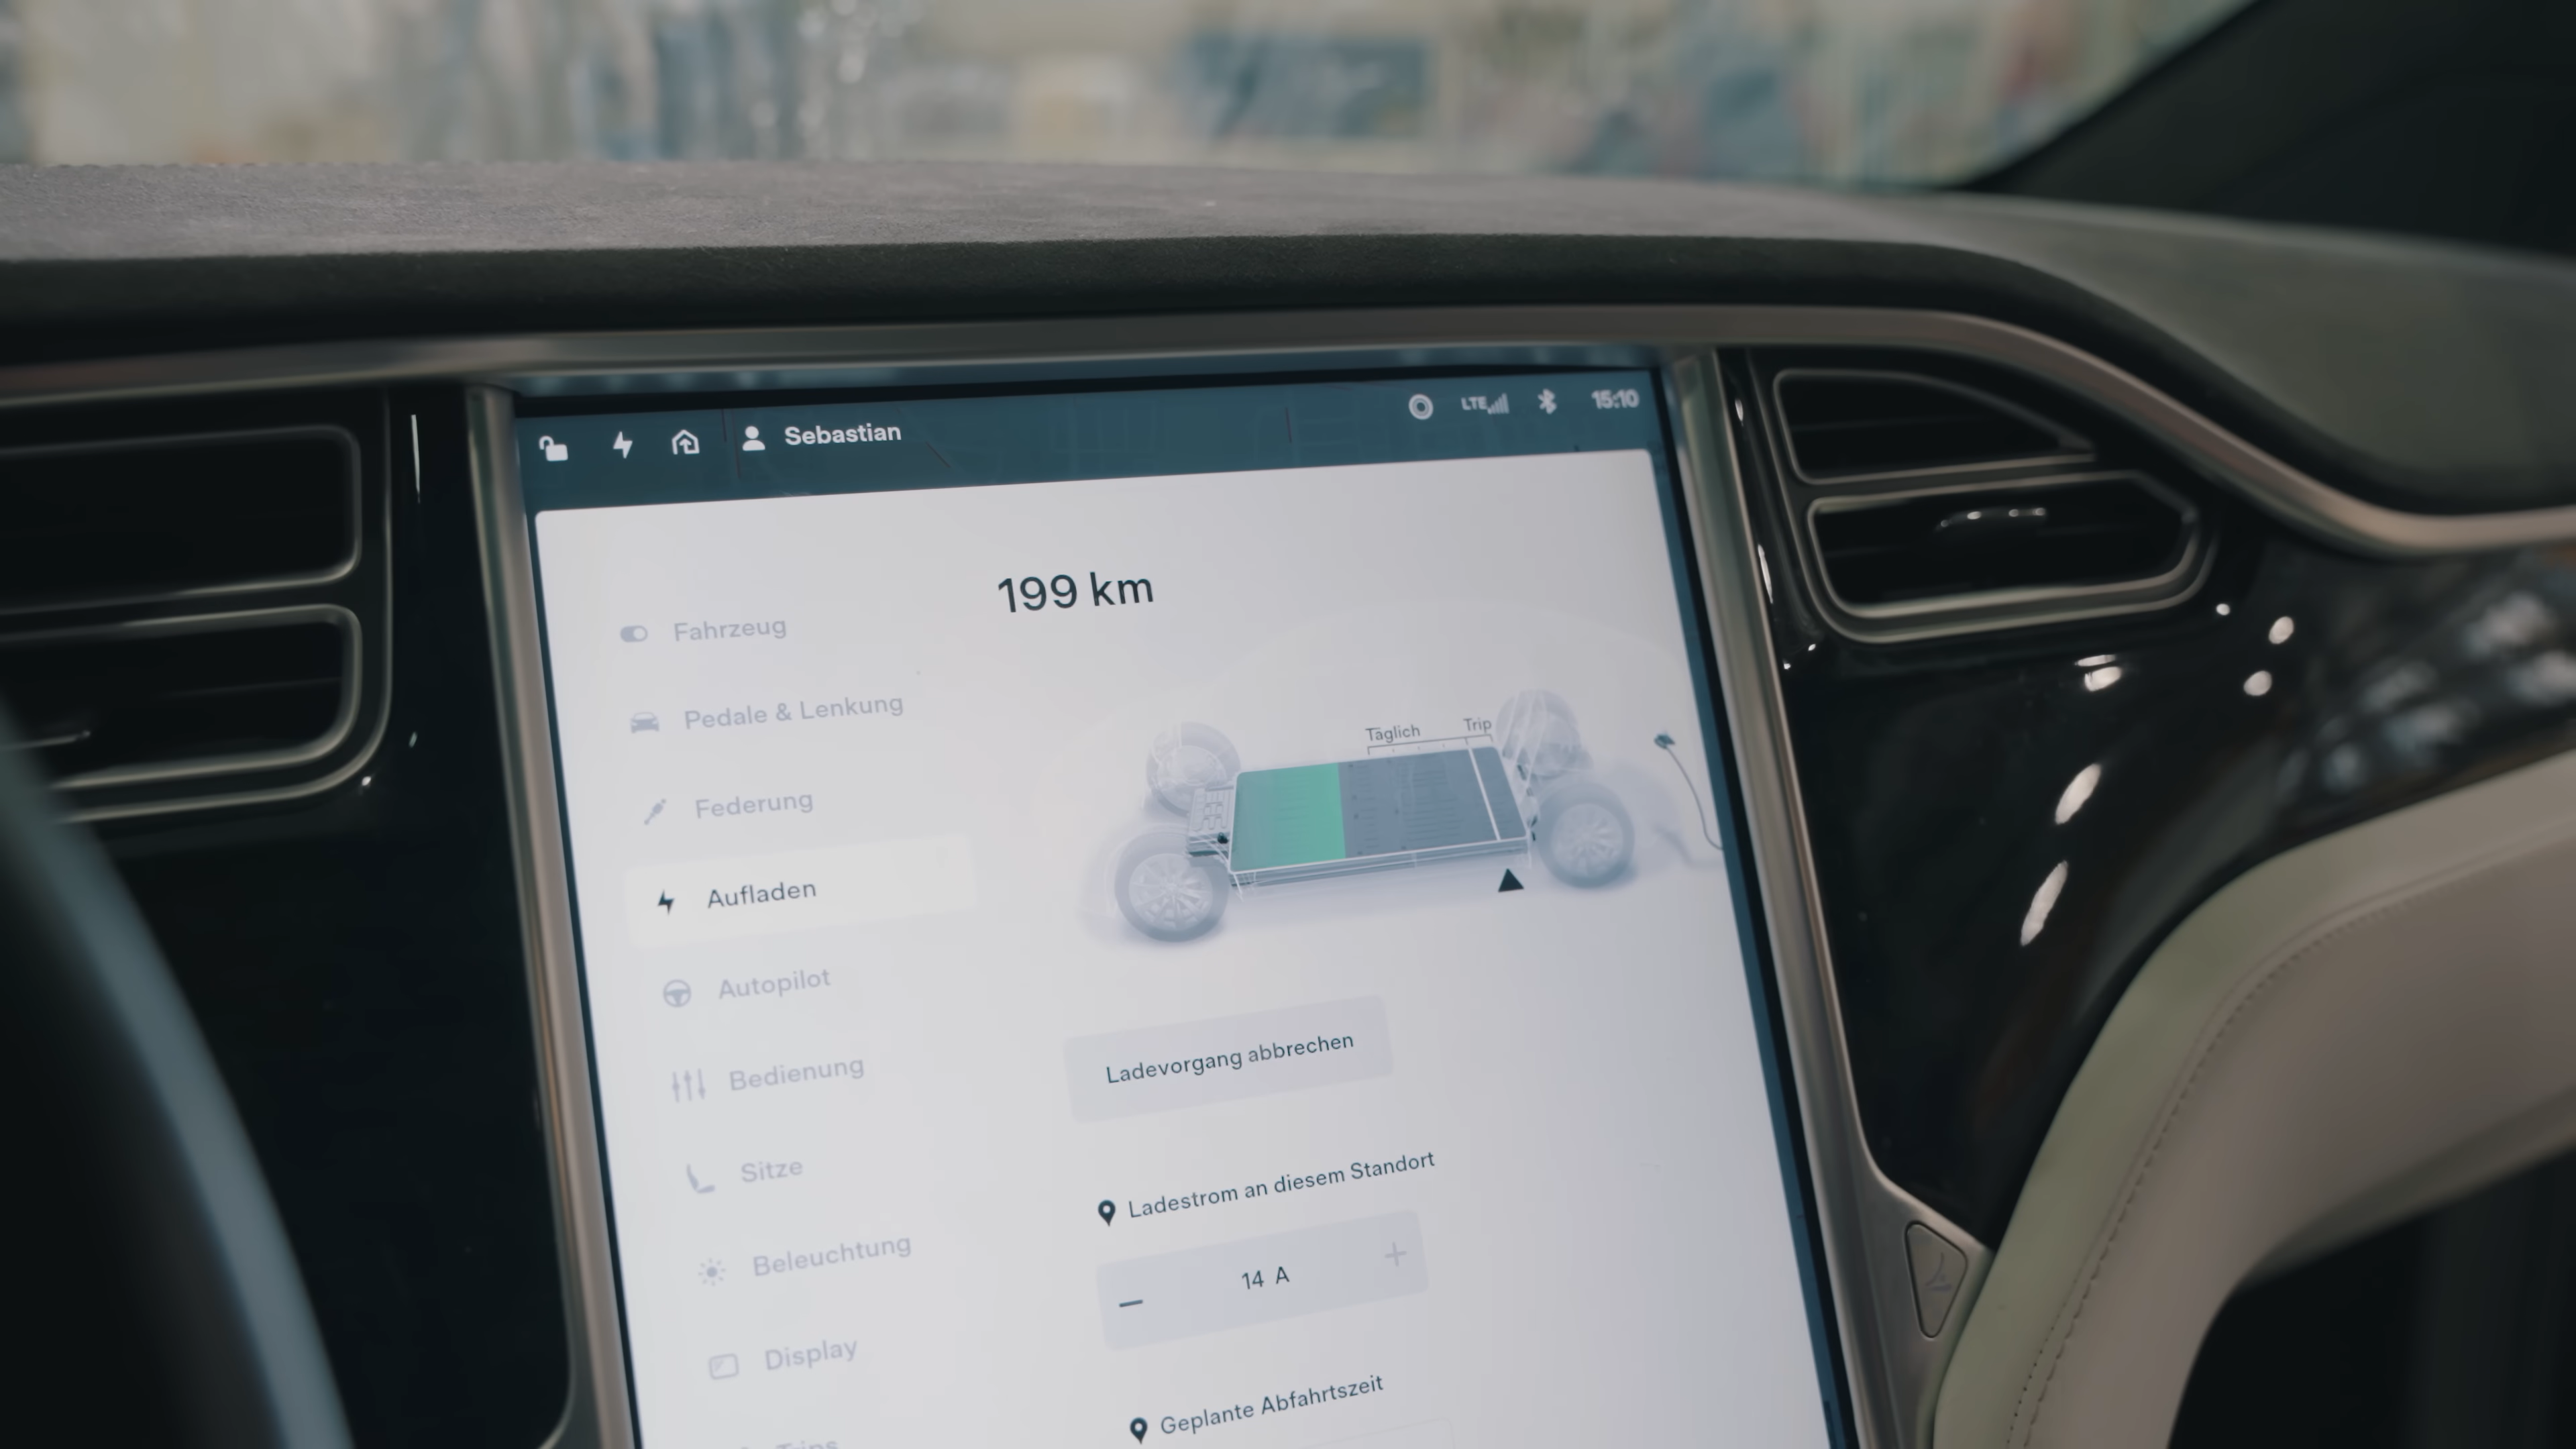 Sebastian
LTE
15:10
199 km
Fahrzeug
Pedale & Lenkung
Federung
Aufladen
Autopilot
Bedienung
Sitze
Beleuchtung
Display
Trips
Täglich
Trip
Ladevorgang abbrechen
Ladestrom an diesem Standort
− 14 A +
Geplante Abfahrtszeit